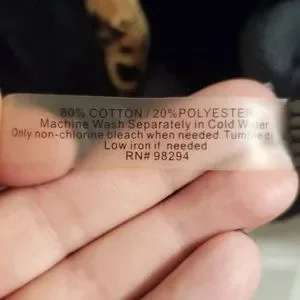 80% COTTON / 20% POLYESTER
Machine Wash Separately in Cold Water
Only non-chlorine bleach when needed. Tumble d
Low iron if needed
RN# 98294